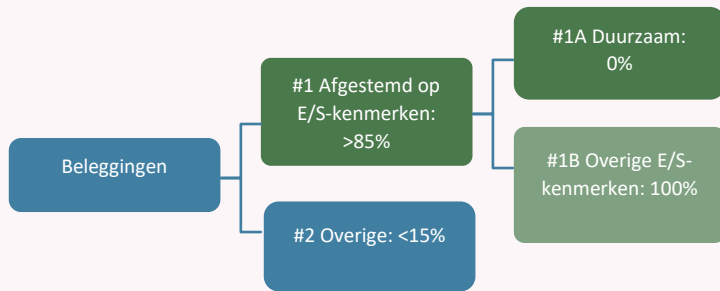 Beleggingen
#1 Afgestemd op
E/S-kenmerken:
>85%
#2 Overige: <15%
#1A Duurzaam:
0%
#1B Overige E/S-
kenmerken: 100%